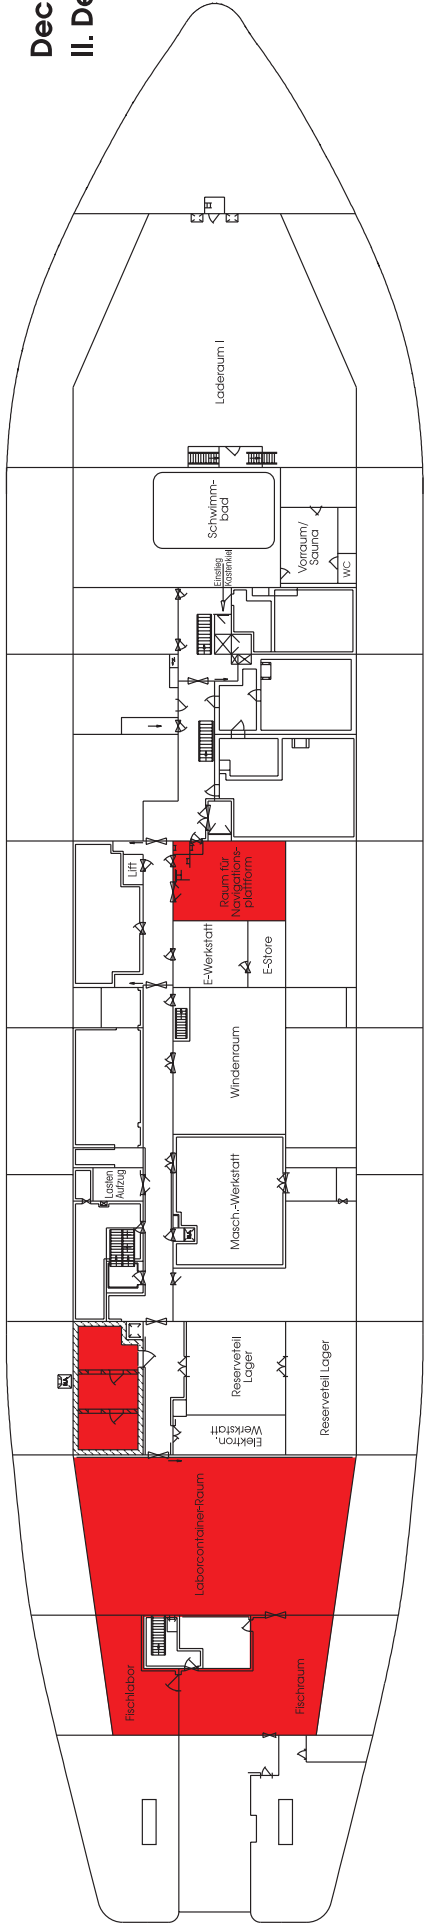 Dec
II. De
Laderaum I
Schwimm-
bad
Einstieg
Kastenkiel
Vorraum/
Sauna
WC
Lift
Raum für
Navigations-
plattform
E-Werkstatt
E-Store
Windenraum
Lasten
Aufzug
Masch.-Werkstatt
Reserveteil
Lager
Reserveteil Lager
Elektron.
Werkstatt
Laborcontainer-Raum
Fischlabor
Fischraum